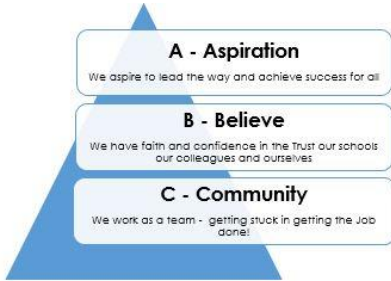 A - Aspiration
We aspire to lead the way and achieve success for all
B - Believe
We have faith and confidence in the Trust our schools
our colleagues and ourselves
C - Community
We work as a team - getting stuck in getting the Job
done!